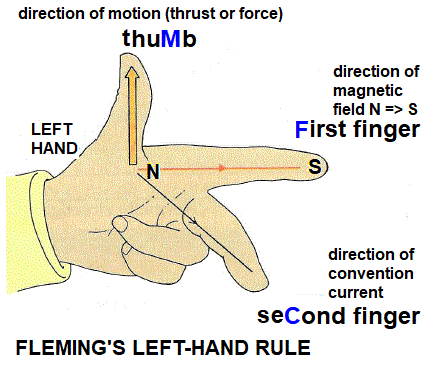 direction of motion (thrust or force)
thuMb
direction of
magnetic
field N => S
First finger
LEFT
HAND
N
S
direction of
convention
current
seCond finger
FLEMING'S LEFT-HAND RULE